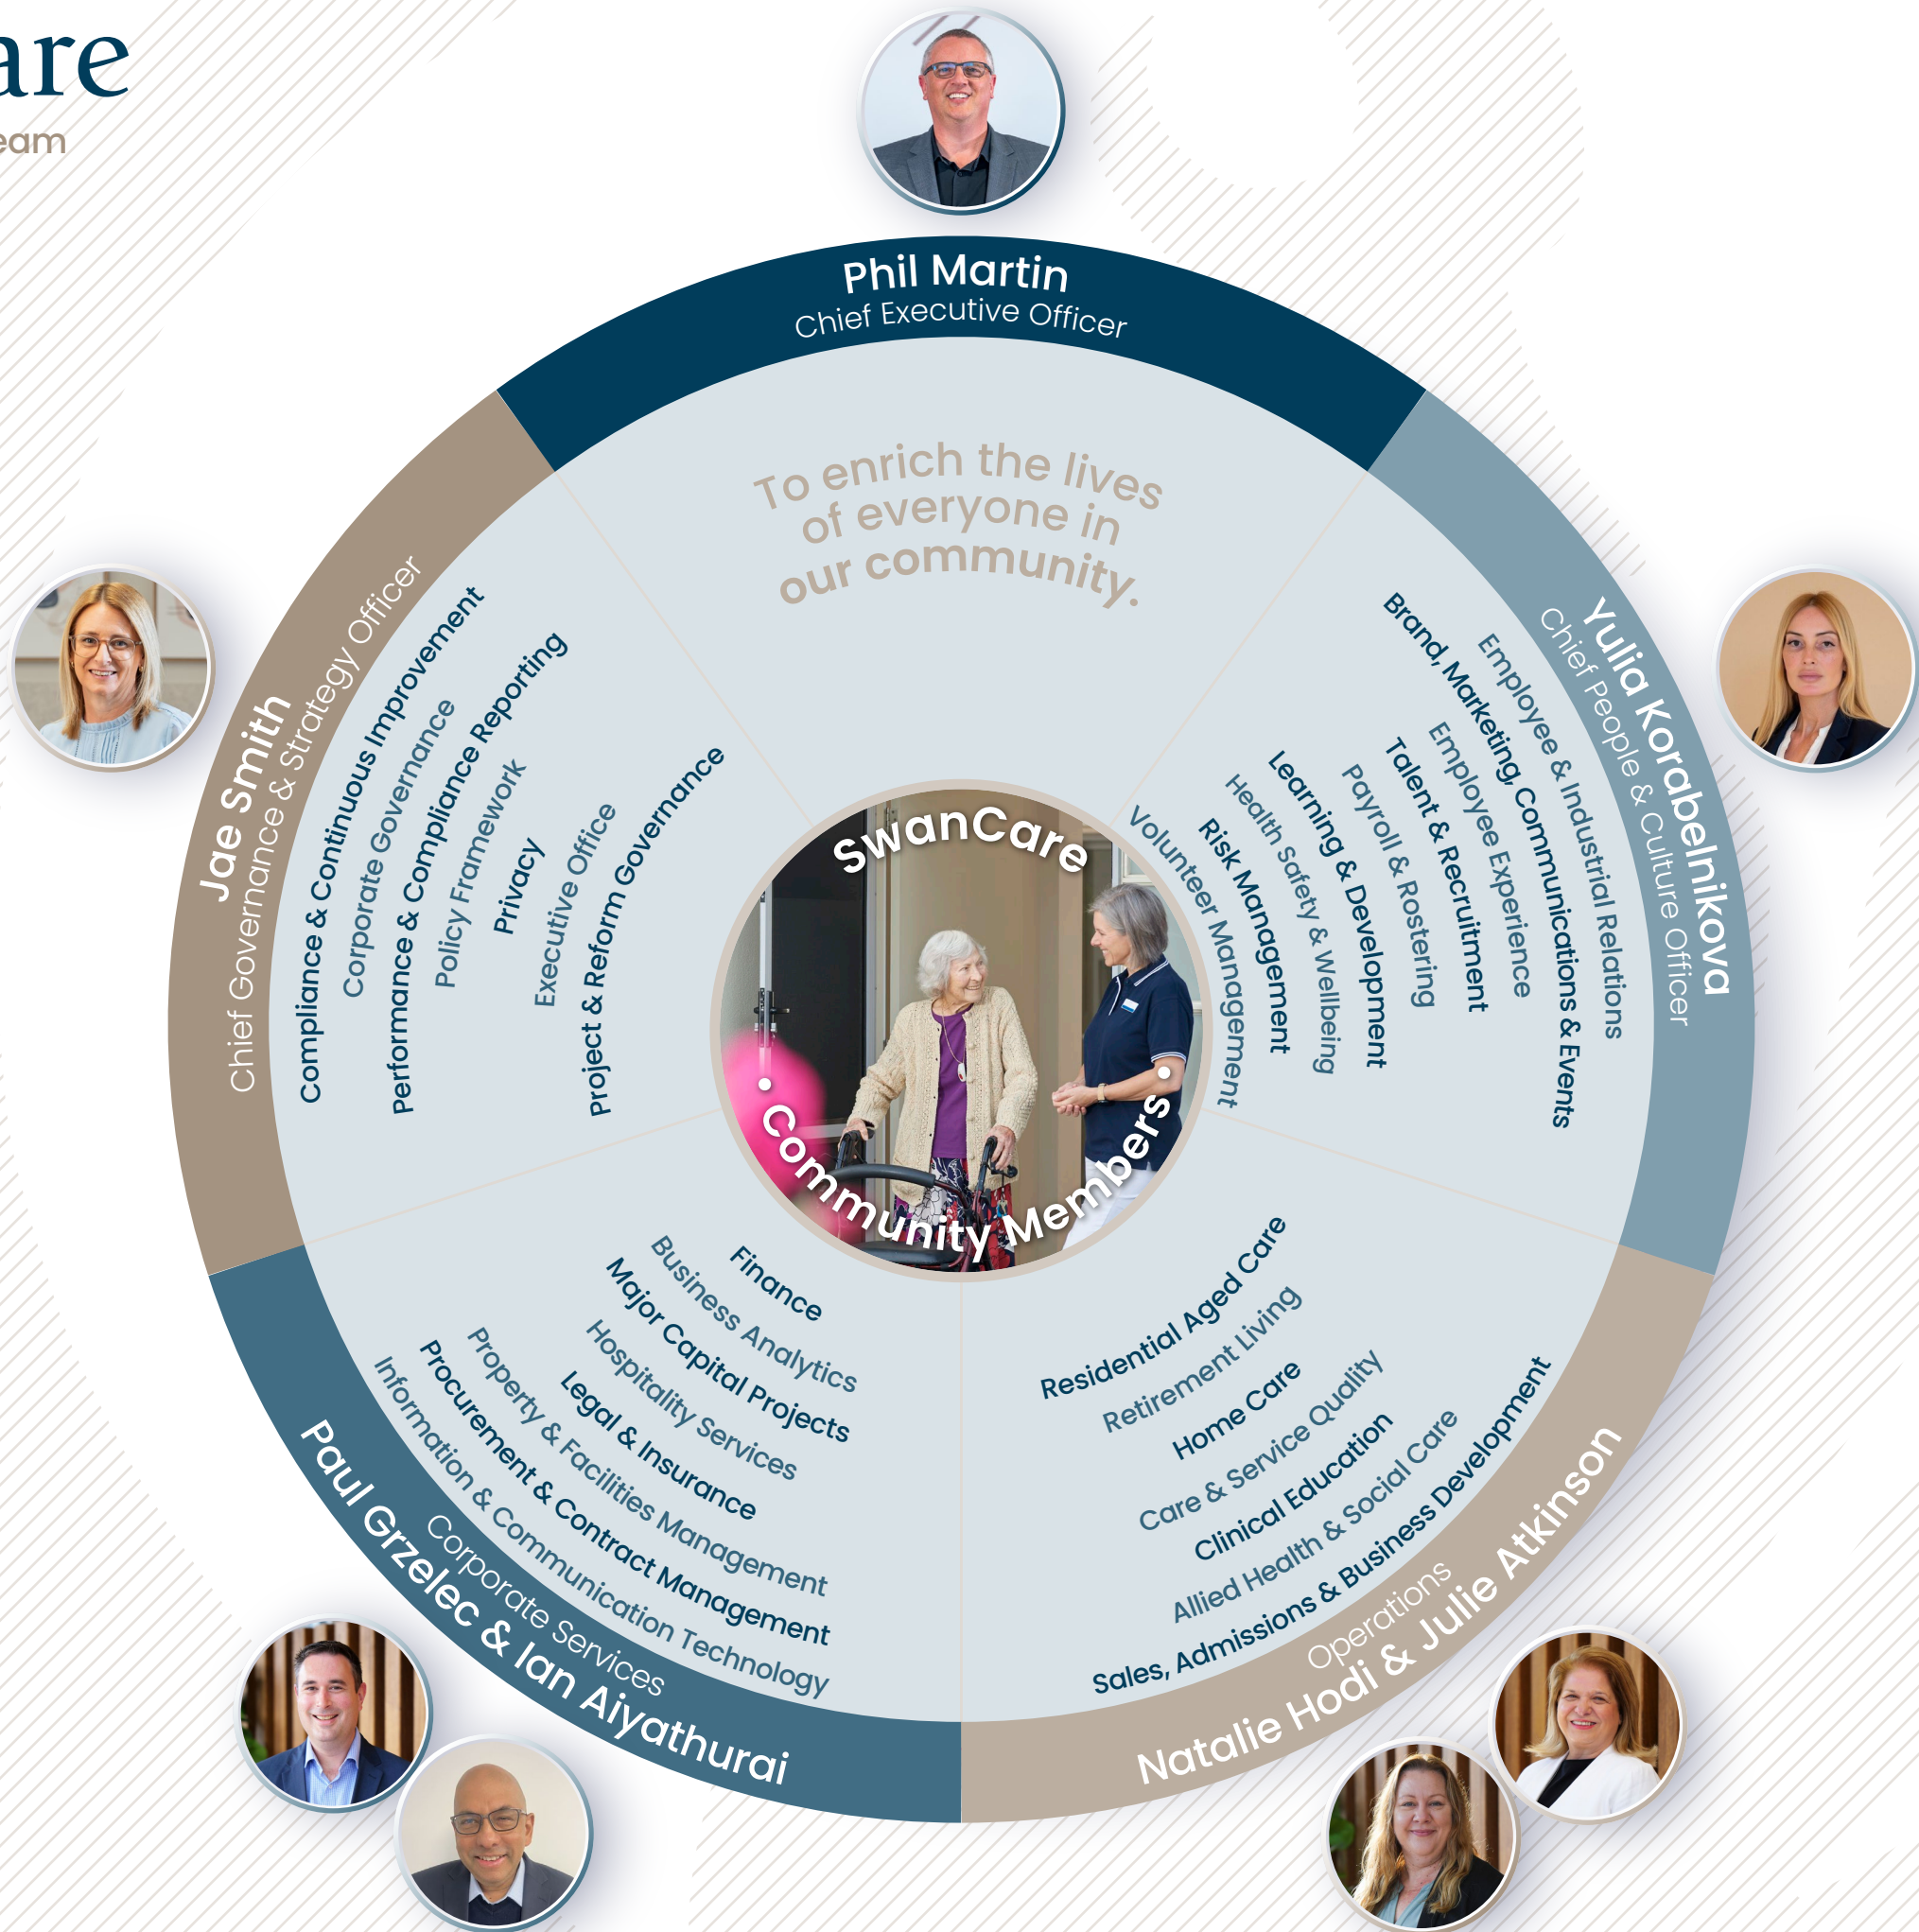 are
eam
Phil Martin
Chief Executive Officer
To enrich the lives
of everyone in
our community.
Yulia Korabelnikova
Chief People & Culture Officer
Employee & Industrial Relations
Brand, Marketing, Communications & Events
Employee Experience
Talent & Recruitment
Payroll & Rostering
Learning & Development
Health Safety & Wellbeing
Risk Management
Volunteer Management
Jae Smith
Chief Governance & Strategy Officer
Compliance & Continuous Improvement
Corporate Governance
Performance & Compliance Reporting
Policy Framework
Privacy
Executive Office
Project & Reform Governance
SwanCare
• Community Members •
Finance
Business Analytics
Major Capital Projects
Hospitality Services
Legal & Insurance
Property & Facilities Management
Procurement & Contract Management
Information & Communication Technology
Corporate Services
Paul Grzelec & Ian Aiyathurai
Residential Aged Care
Retirement Living
Home Care
Care & Service Quality
Clinical Education
Allied Health & Social Care
Sales, Admissions & Business Development
Operations
Natalie Hodi & Julie Atkinson